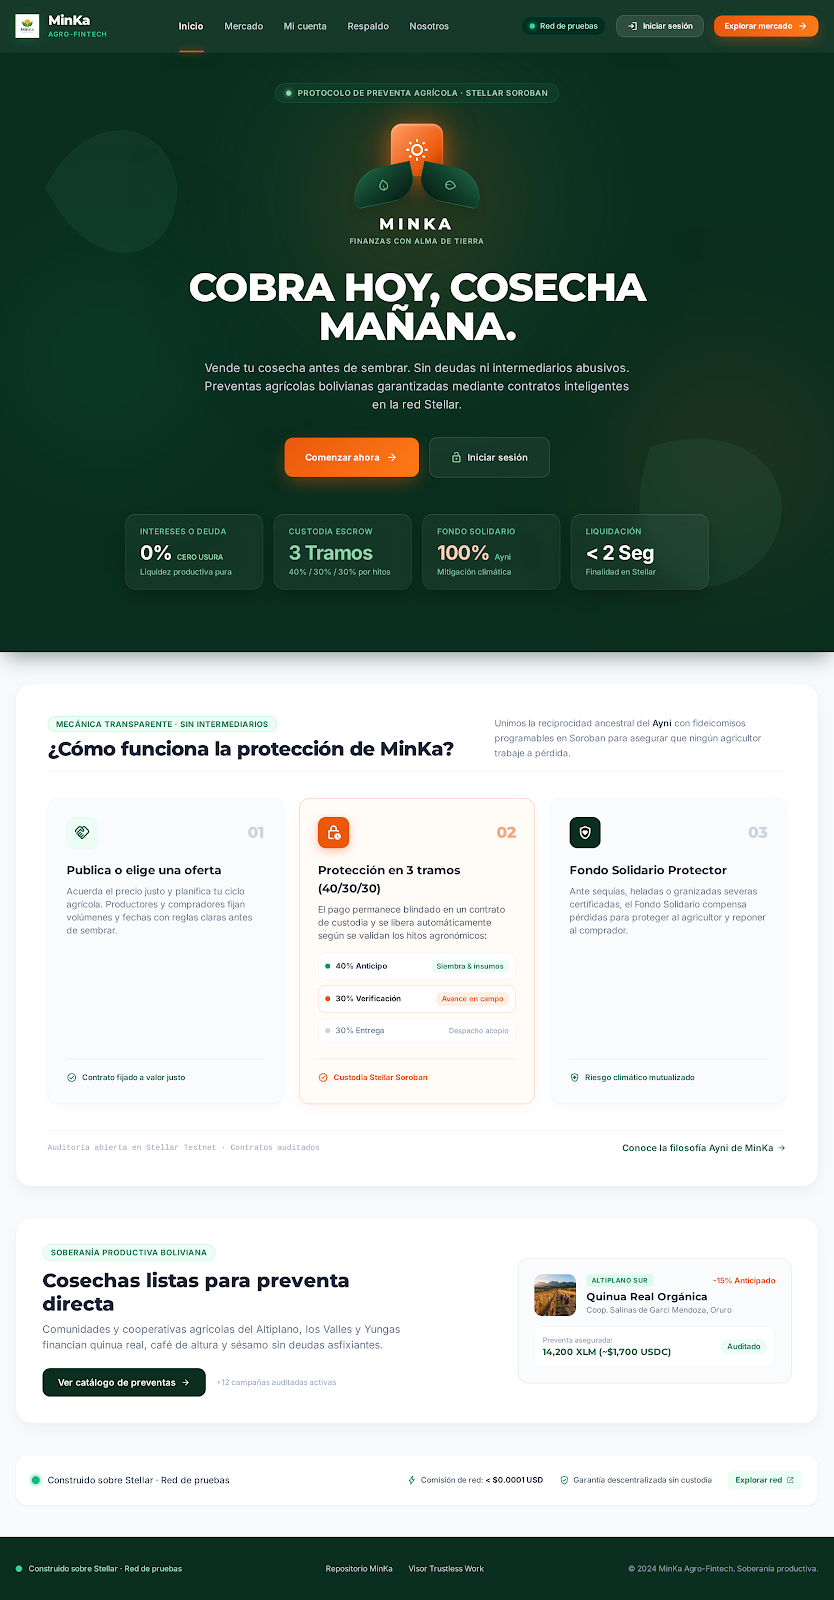 MinKa
AGRO-FINTECH
Inicio
Mercado
Mi cuenta
Respaldo
Nosotros
Red de pruebas
Iniciar sesión
Explorar mercado →
PROTOCOLO DE PREVENTA AGRÍCOLA · STELLAR SOROBAN
MINKA
FINANZAS CON ALMA DE TIERRA
COBRA HOY, COSECHA
MAÑANA.
Vende tu cosecha antes de sembrar. Sin deudas ni intermediarios abusivos.
Preventas agrícolas bolivianas garantizadas mediante contratos inteligentes
en la red Stellar.
Comenzar ahora →
Iniciar sesión
INTERESES O DEUDA
0% CERO USURA
Liquidez productiva pura
CUSTODIA ESCROW
3 Tramos
40% / 30% / 30% por hitos
FONDO SOLIDARIO
100% Ayni
Mitigación climática
LIQUIDACIÓN
< 2 Seg
Finalidad en Stellar
MECÁNICA TRANSPARENTE · SIN INTERMEDIARIOS
¿Cómo funciona la protección de MinKa?
Unimos la reciprocidad ancestral del Ayni con fideicomisos
programables en Soroban para asegurar que ningún agricultor
trabaje a pérdida.
01
Publica o elige una oferta
Acuerda el precio justo y planifica tu ciclo
agrícola. Productores y compradores fijan
volúmenes y fechas con reglas claras antes
de sembrar.
Contrato fijado a valor justo
02
Protección en 3 tramos
(40/30/30)
El pago permanece blindado en un contrato
de custodia y se libera automáticamente
según se validan los hitos agronómicos:
40% Anticipo
Siembra & insumos
30% Verificación
Avance en campo
30% Entrega
Despacho acopio
Custodia Stellar Soroban
03
Fondo Solidario Protector
Ante sequías, heladas o granizadas severas
certificadas, el Fondo Solidario compensa
pérdidas para proteger al agricultor y reponer
al comprador.
Riesgo climático mutualizado
Auditoría abierta en Stellar Testnet · Contratos auditados
Conoce la filosofía Ayni de MinKa →
SOBERANÍA PRODUCTIVA BOLIVIANA
Cosechas listas para preventa
directa
Comunidades y cooperativas agrícolas del Altiplano, los Valles y Yungas
financian quinua real, café de altura y sésamo sin deudas asfixiantes.
Ver catálogo de preventas →
+12 campañas auditadas activas
ALTIPLANO SUR
-15% Anticipado
Quinua Real Orgánica
Coop. Salinas de Garci Mendoza, Oruro
Preventa asegurada:
14,200 XLM (~$1,700 USDC)
Auditado
Construido sobre Stellar · Red de pruebas
Comisión de red: < $0.0001 USD
Garantía descentralizada sin custodia
Explorar red
Construido sobre Stellar · Red de pruebas
Repositorio MinKa
Visor Trustless Work
© 2024 MinKa Agro-Fintech. Soberanía productiva.